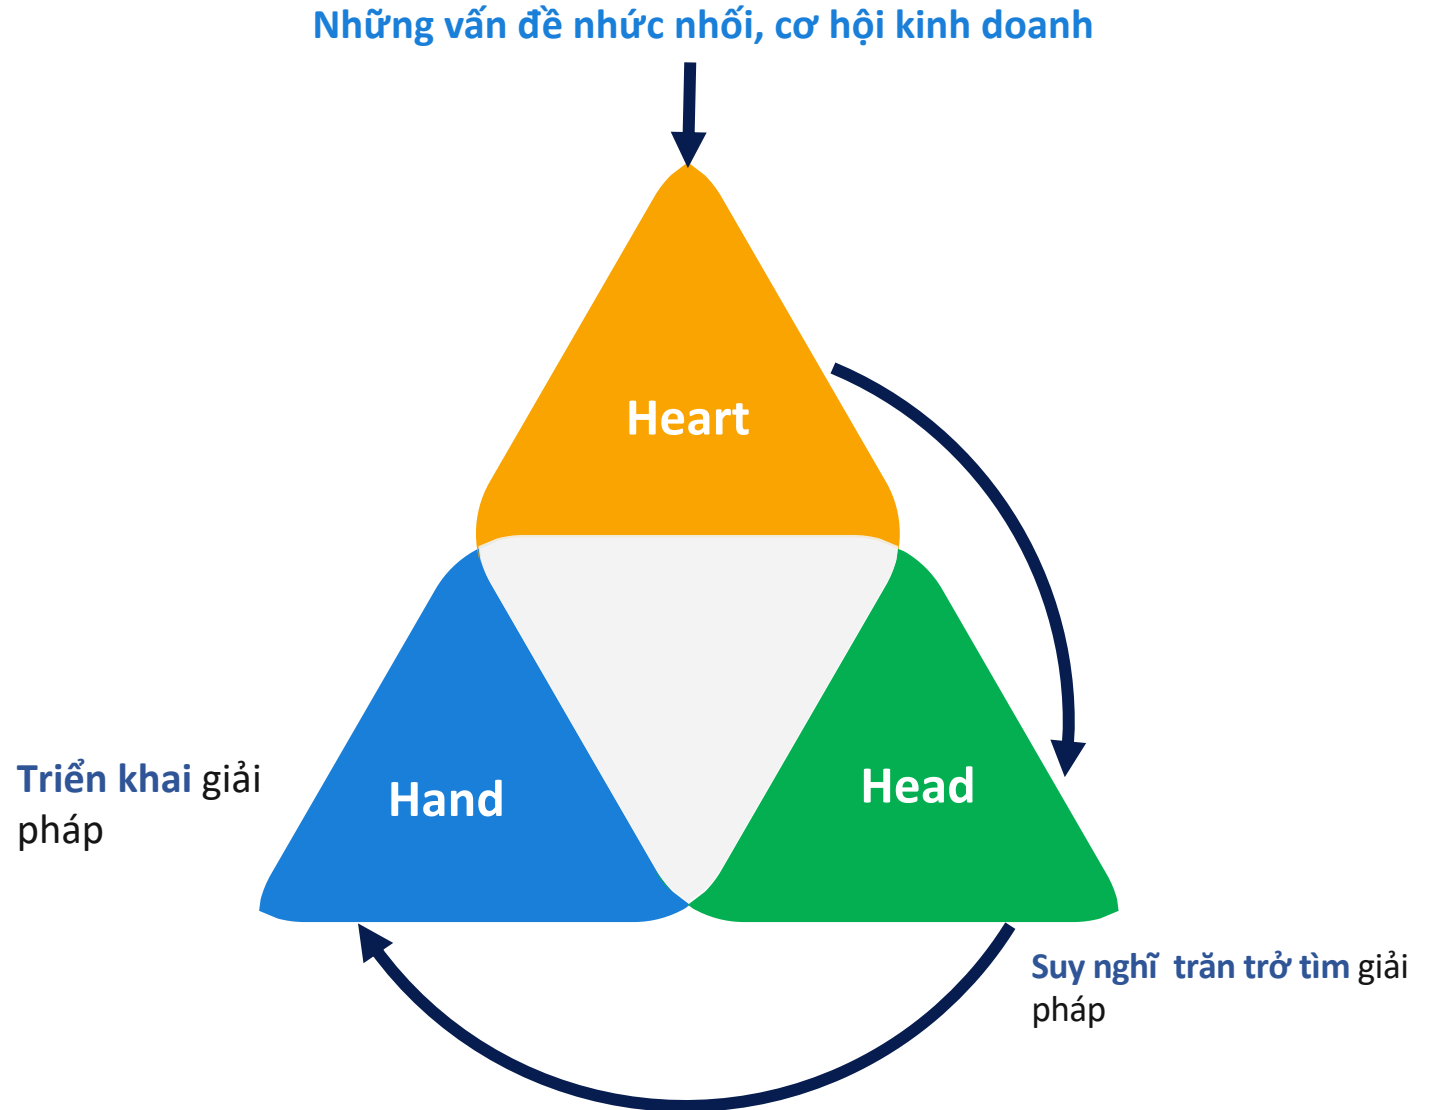 Những vấn đề nhức nhối, cơ hội kinh doanh
Heart
Triển khai giải
pháp
Hand
Head
Suy nghĩ  trăn trở tìm giải
pháp